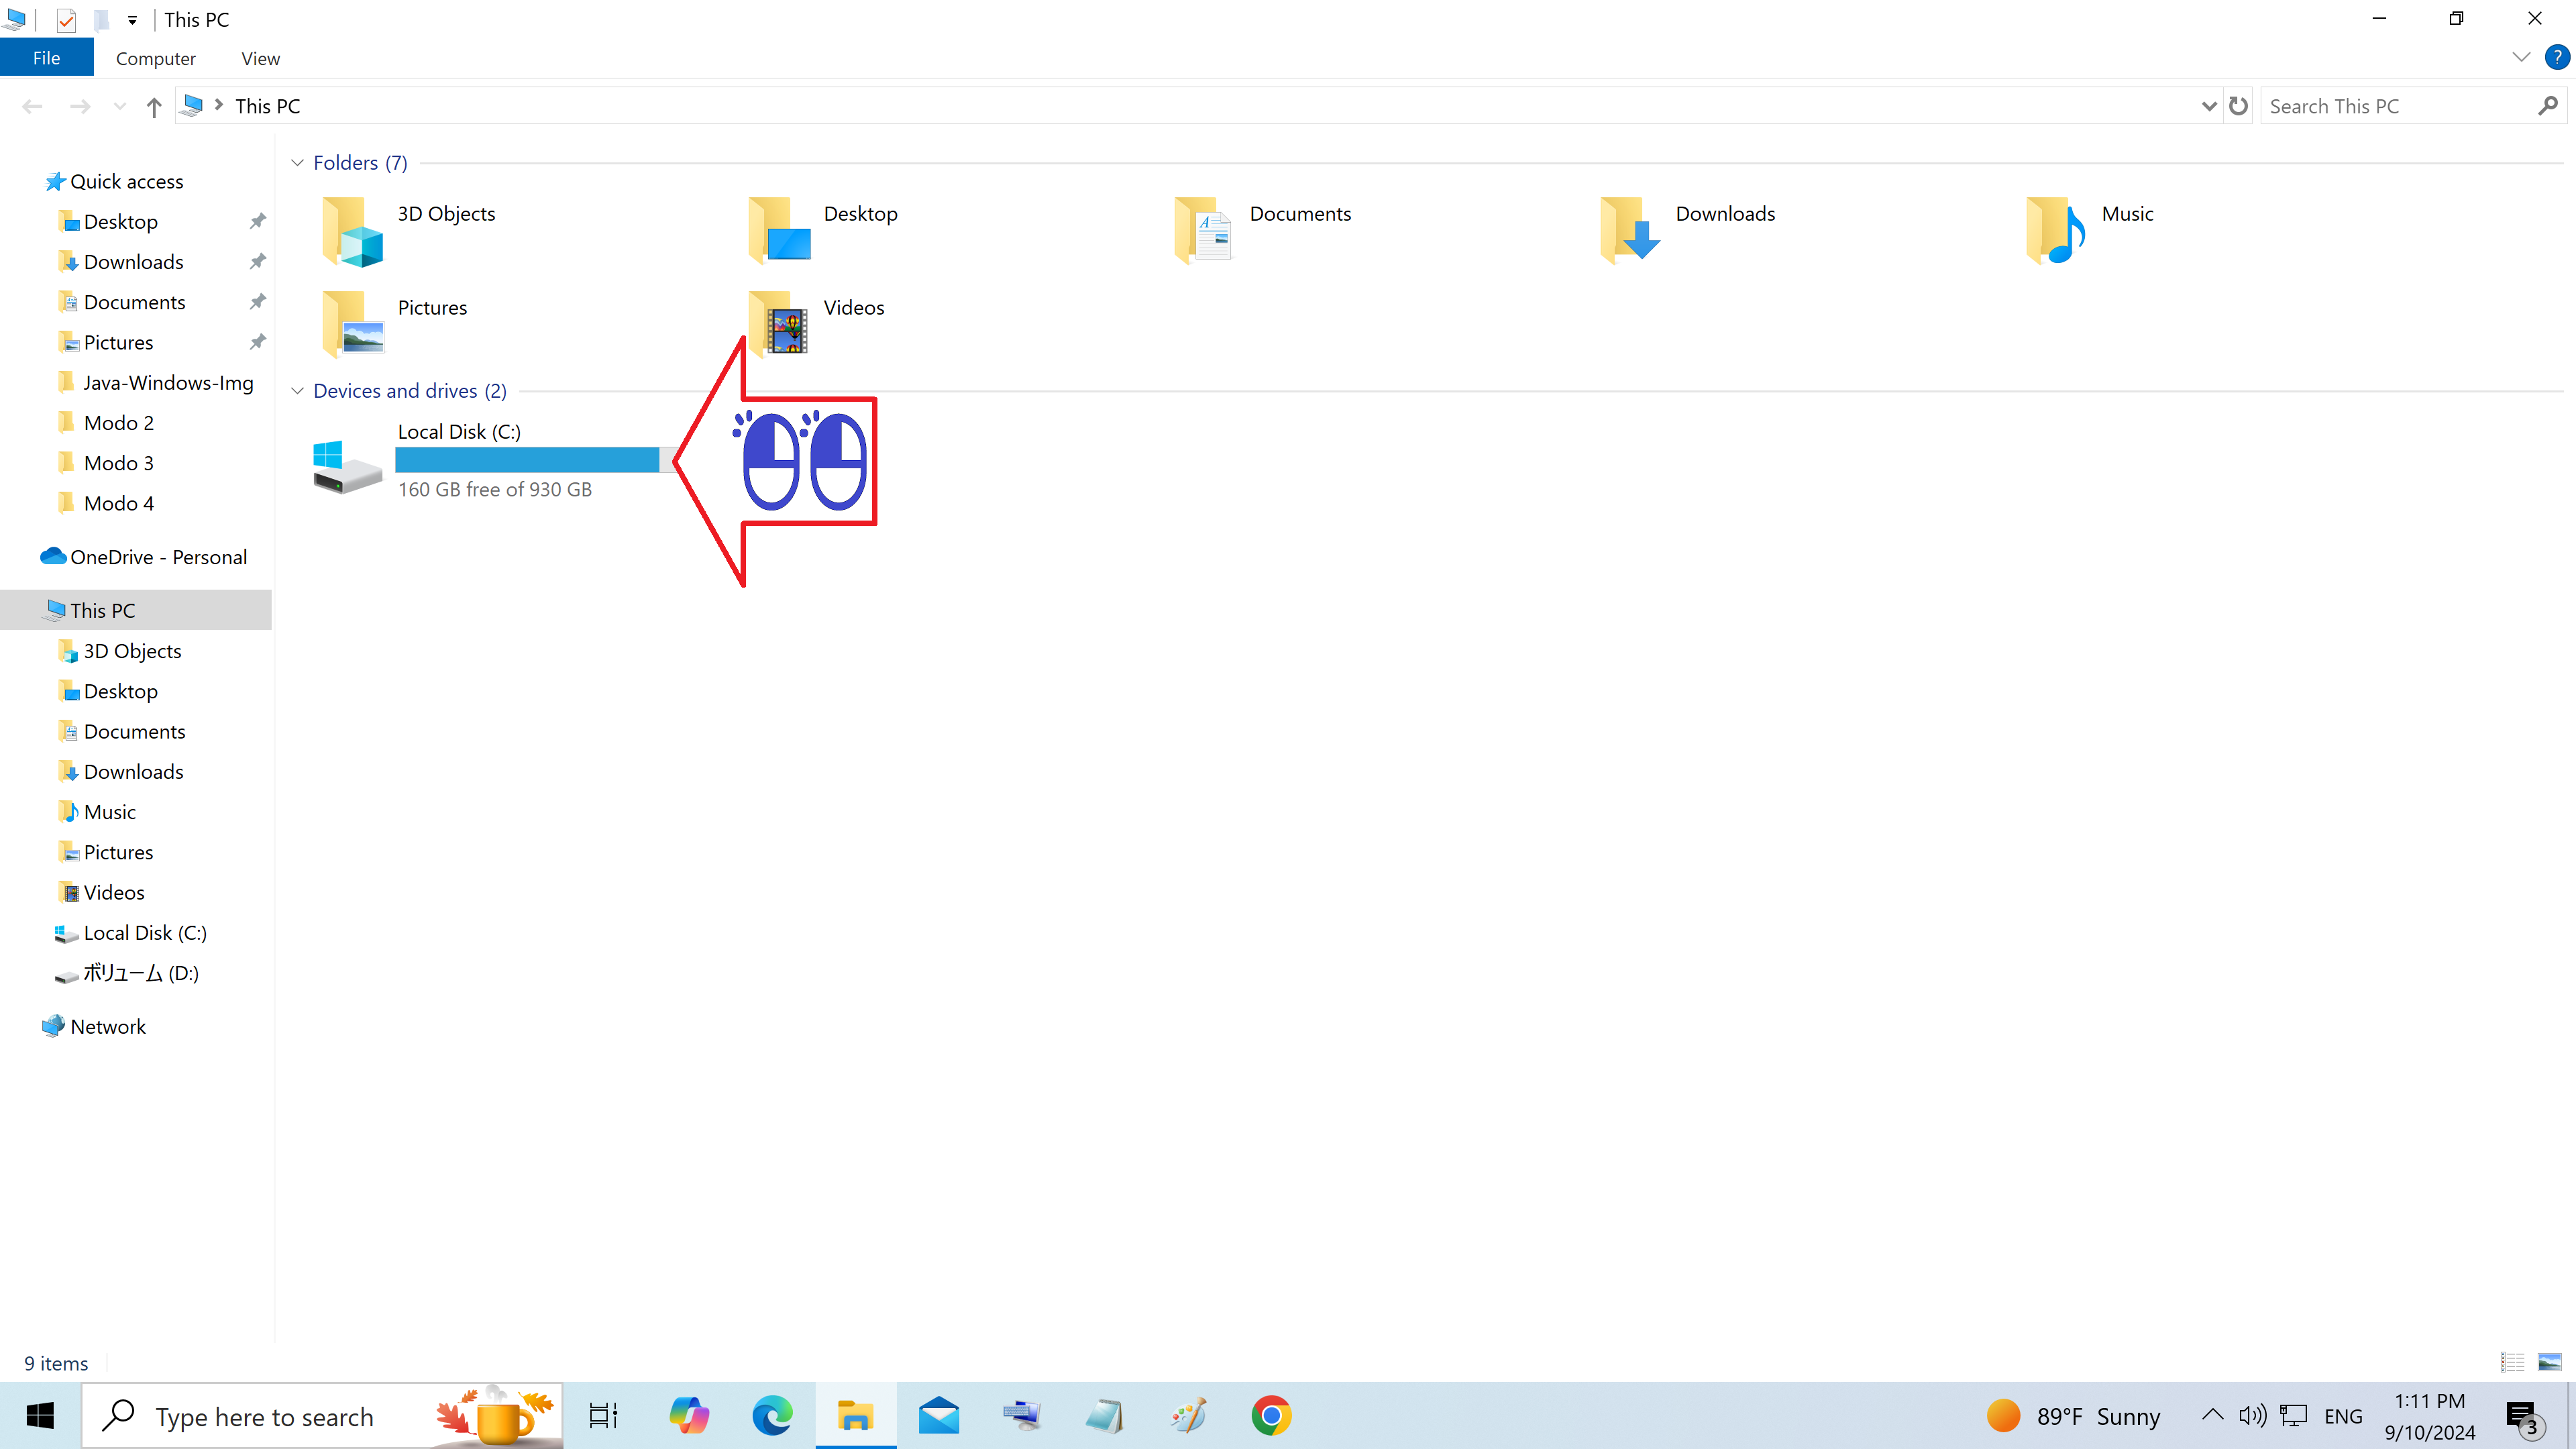 This PC
File Computer View
This PC
Search This PC
Quick access
Desktop
Downloads
Documents
Pictures
Java-Windows-Img
Modo 2
Modo 3
Modo 4
OneDrive - Personal
This PC
3D Objects
Desktop
Documents
Downloads
Music
Pictures
Videos
Local Disk (C:)
ボリューム (D:)
Network
Folders (7)
3D Objects Desktop Documents Downloads Music
Pictures Videos
Devices and drives (2)
Local Disk (C:)
160 GB free of 930 GB
9 items
Type here to search
89°F Sunny
ENG
1:11 PM
9/10/2024
3